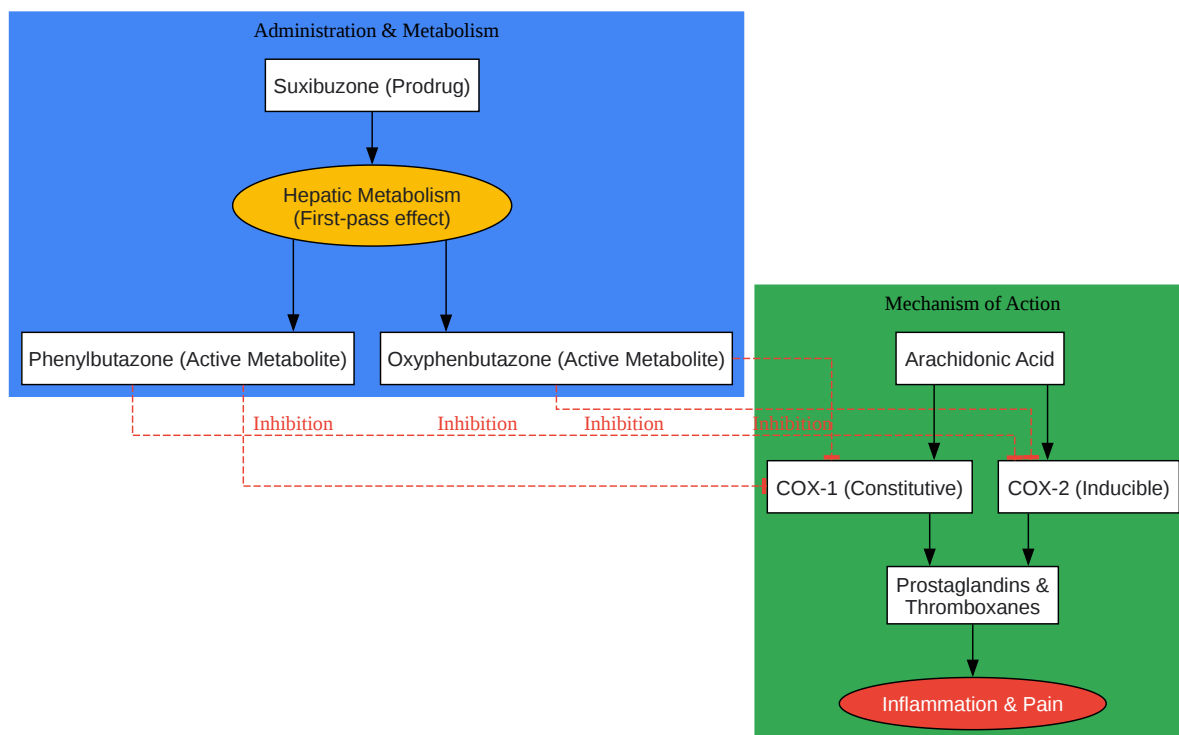 Administration & Metabolism
Suxibuzone (Prodrug)
Hepatic Metabolism
(First-pass effect)
Phenylbutazone (Active Metabolite)
Oxyphenbutazone (Active Metabolite)
Inhibition
Inhibition
Inhibition
Inhibition
Mechanism of Action
Arachidonic Acid
COX-1 (Constitutive)
COX-2 (Inducible)
Prostaglandins &
Thromboxanes
Inflammation & Pain